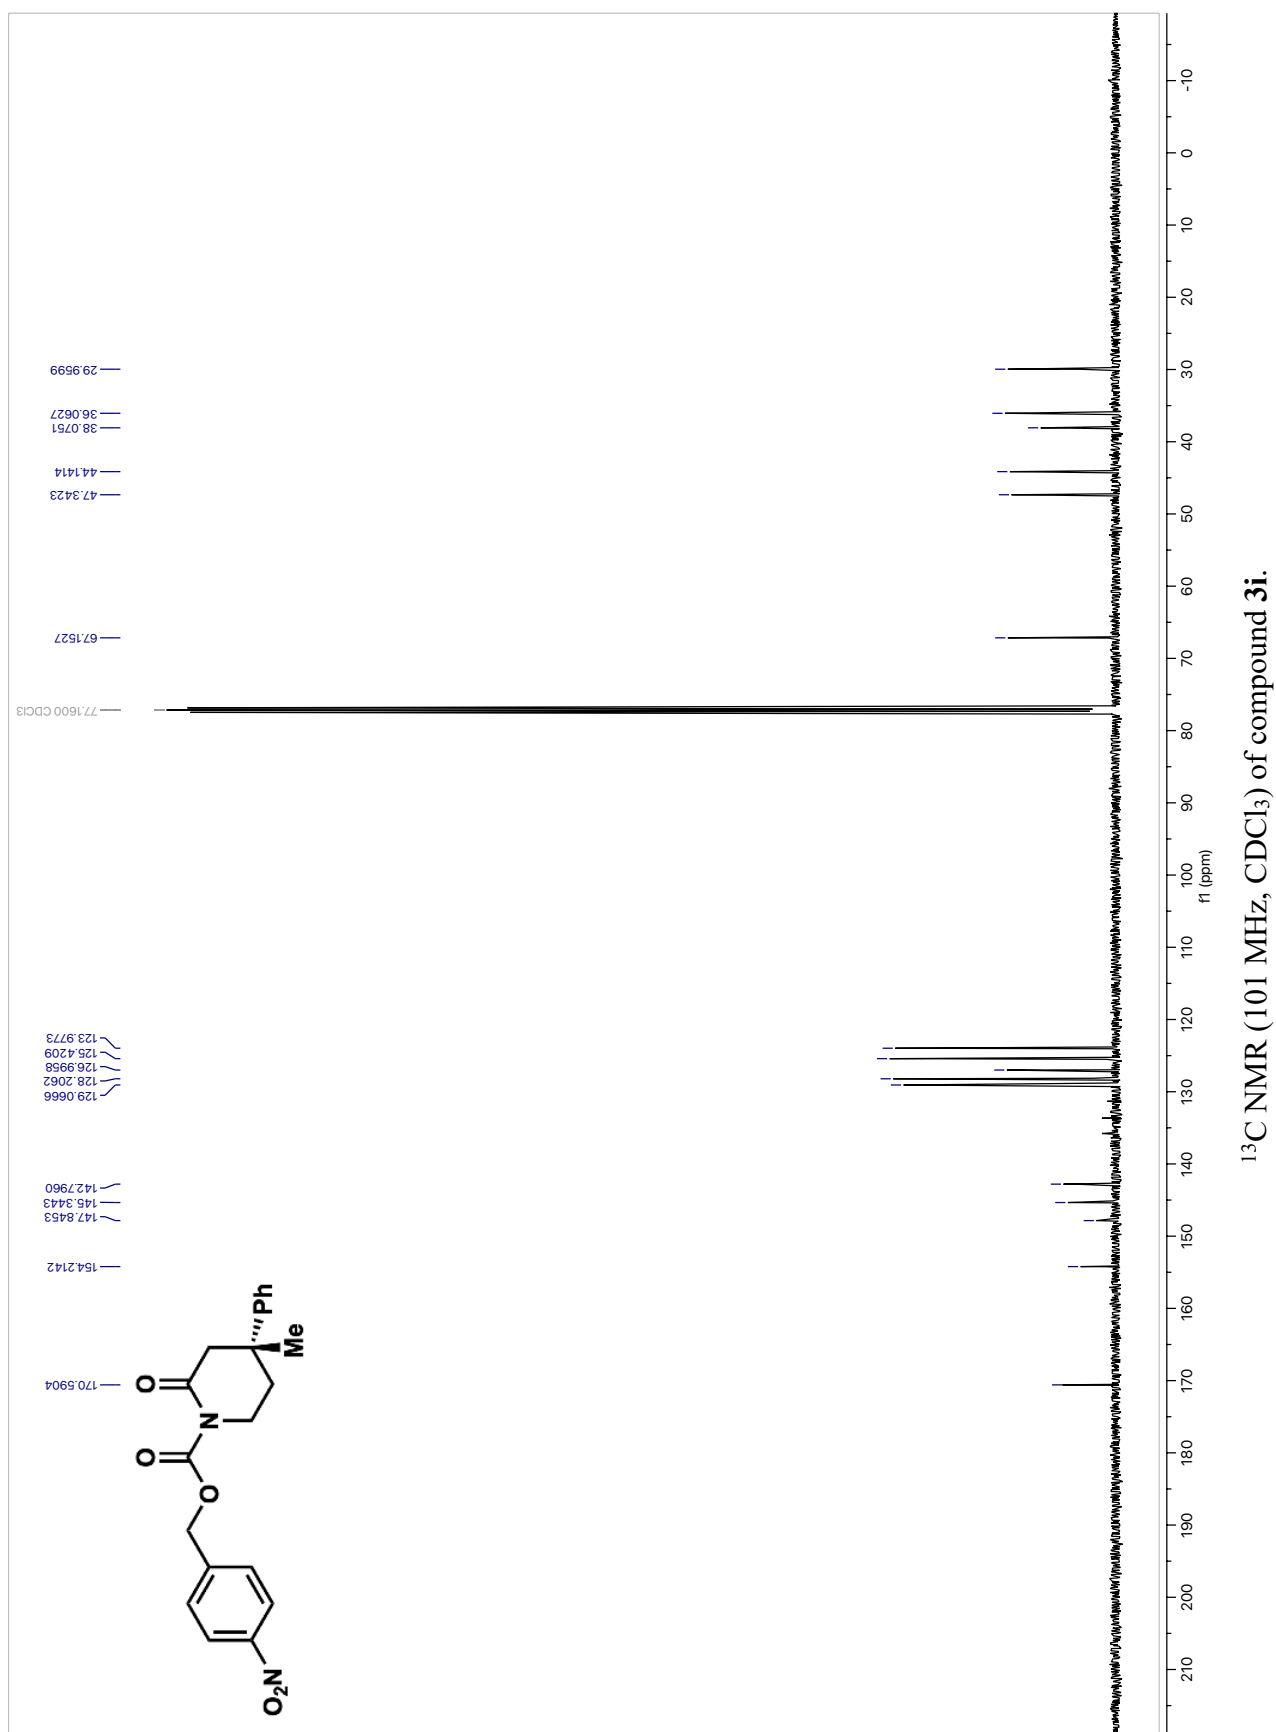 170.5904
154.2142
147.8453
145.3443
142.7960
129.0666
128.2062
126.9958
125.4209
123.9773
77.1600 CDCl3
67.1527
47.3423
44.1414
38.0751
36.0627
29.9599
O
O
N
O
O₂N
Ph
Me
210 200 190 180 170 160 150 140 130 120 110 100 90 80 70 60 50 40 30 20 10 0 -10
f1 (ppm)
¹³C NMR (101 MHz, CDCl₃) of compound 3i.